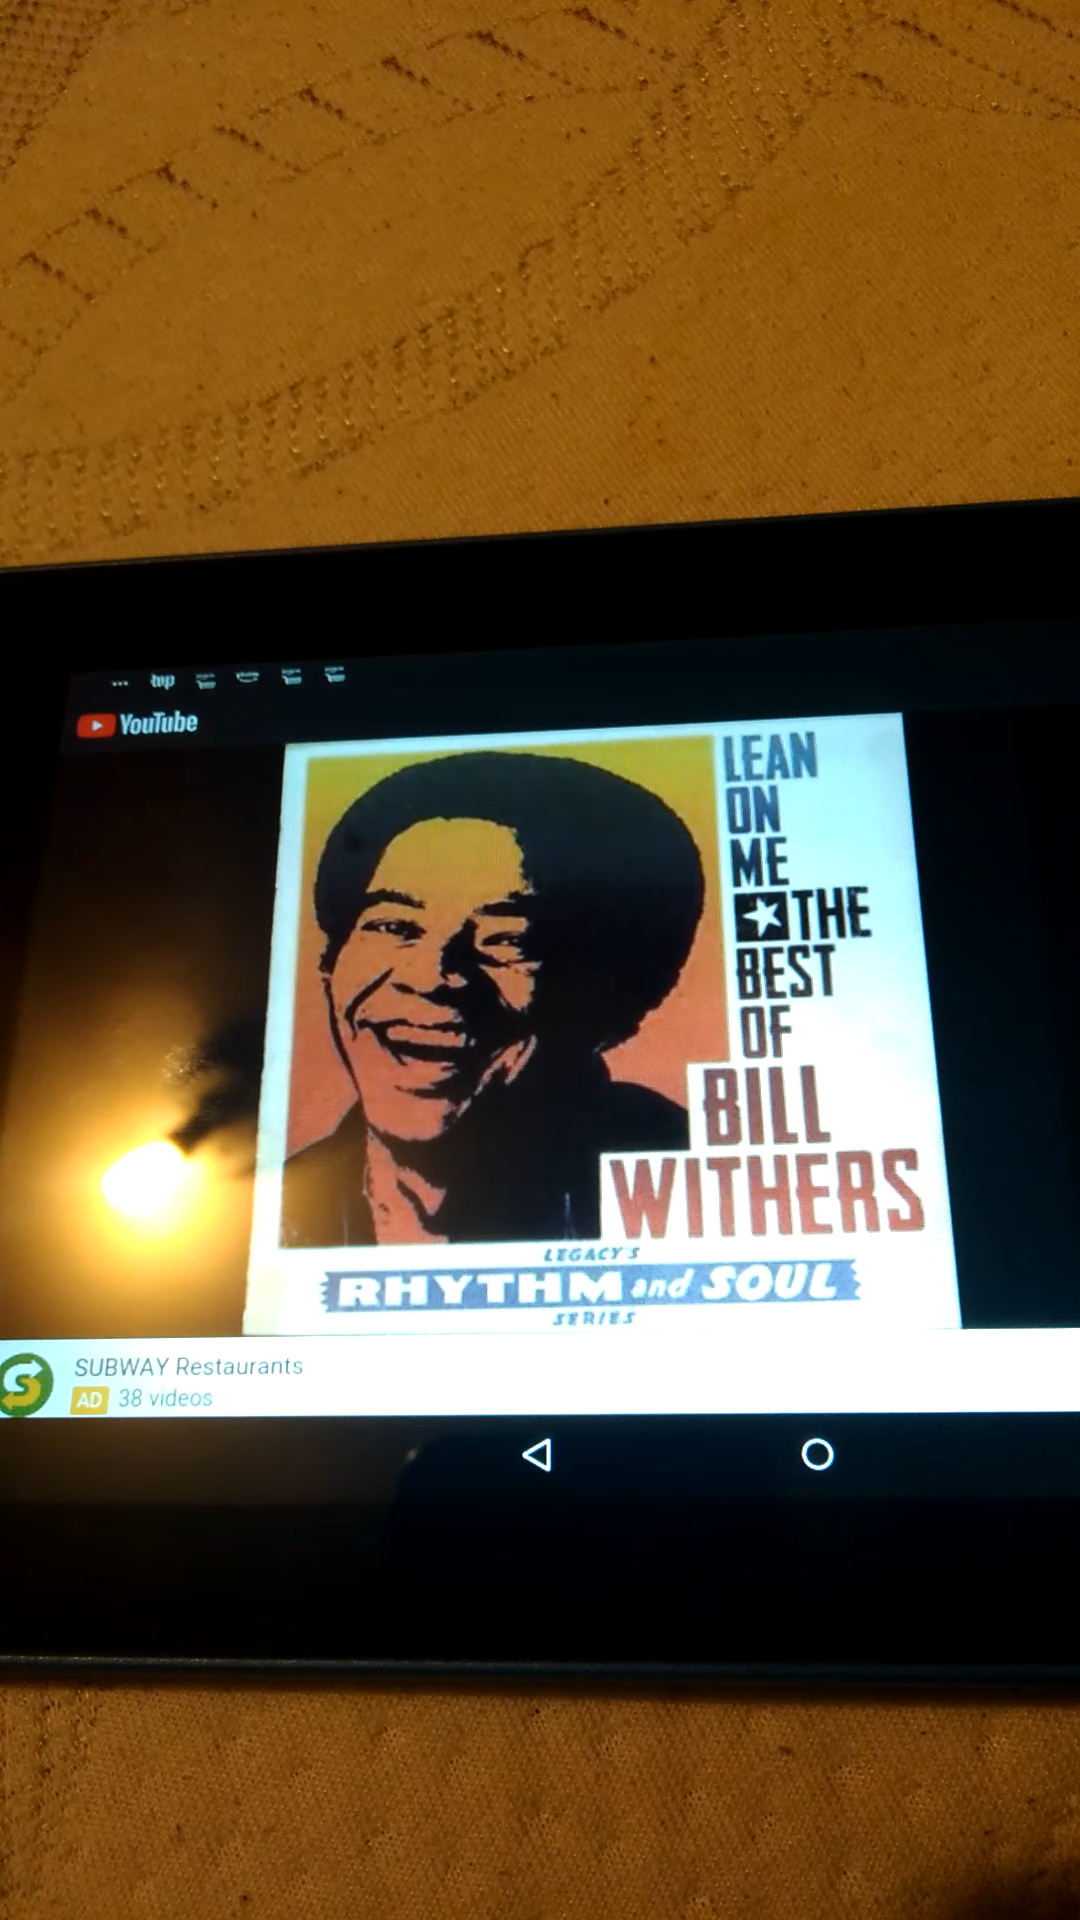 YouTube
LEAN
ON
ME
THE
BEST
OF
BILL
WITHERS
LEGACY'S
RHYTHM and SOUL
SERIES
SUBWAY Restaurants
AD 38 videos